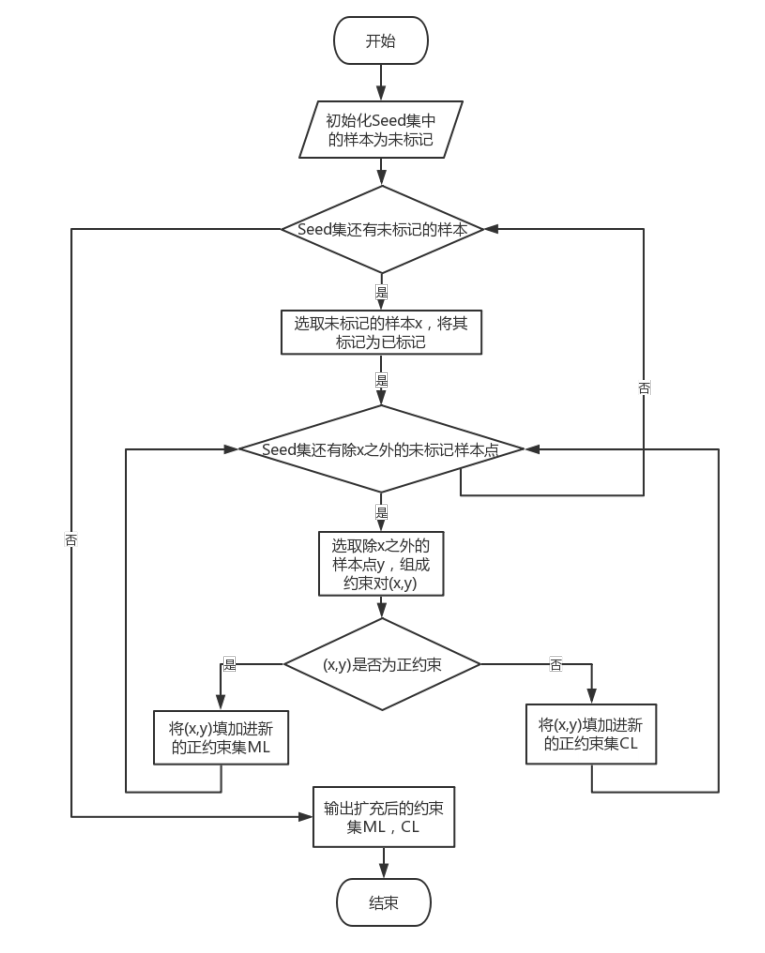 开始
初始化Seed集中
的样本为未标记
Seed集还有未标记的样本
是
选取未标记的样本x，将其
标记为已标记
是
否
Seed集还有除x之外的未标记样本点
是
否
选取除x之外的
样本点y，组成
约束对(x,y)
(x,y)是否为正约束
是
否
将(x,y)填加进新
的正约束集ML
将(x,y)填加进新
的正约束集CL
输出扩充后的约束
集ML，CL
结束